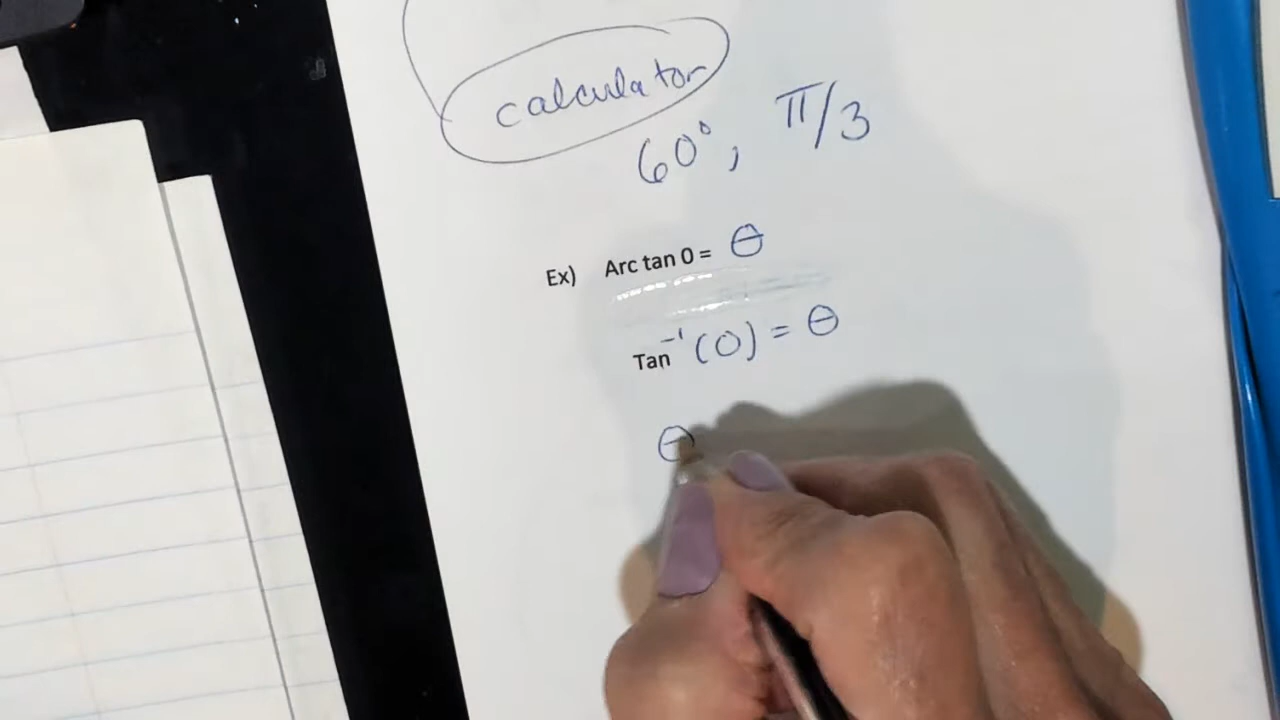 calculator
60°, π/3
Ex) Arc tan 0 = θ
Tan⁻¹ (0) = θ
θ